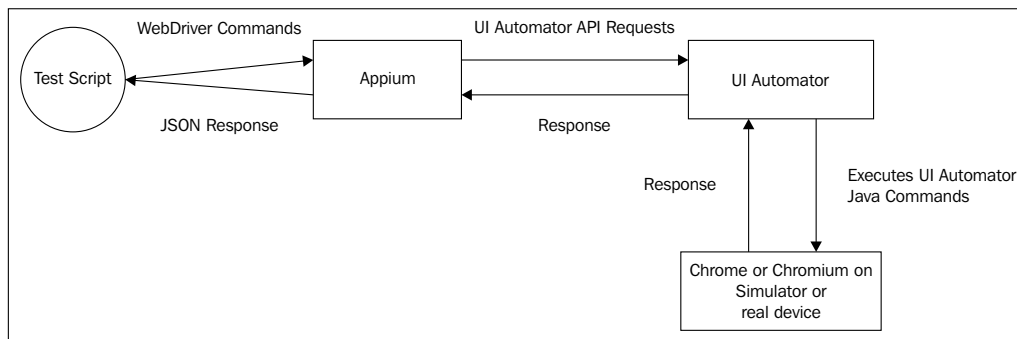 WebDriver Commands
UI Automator API Requests
Test Script
Appium
UI Automator
JSON Response
Response
Response
Executes UI Automator
Java Commands
Chrome or Chromium on
Simulator or
real device